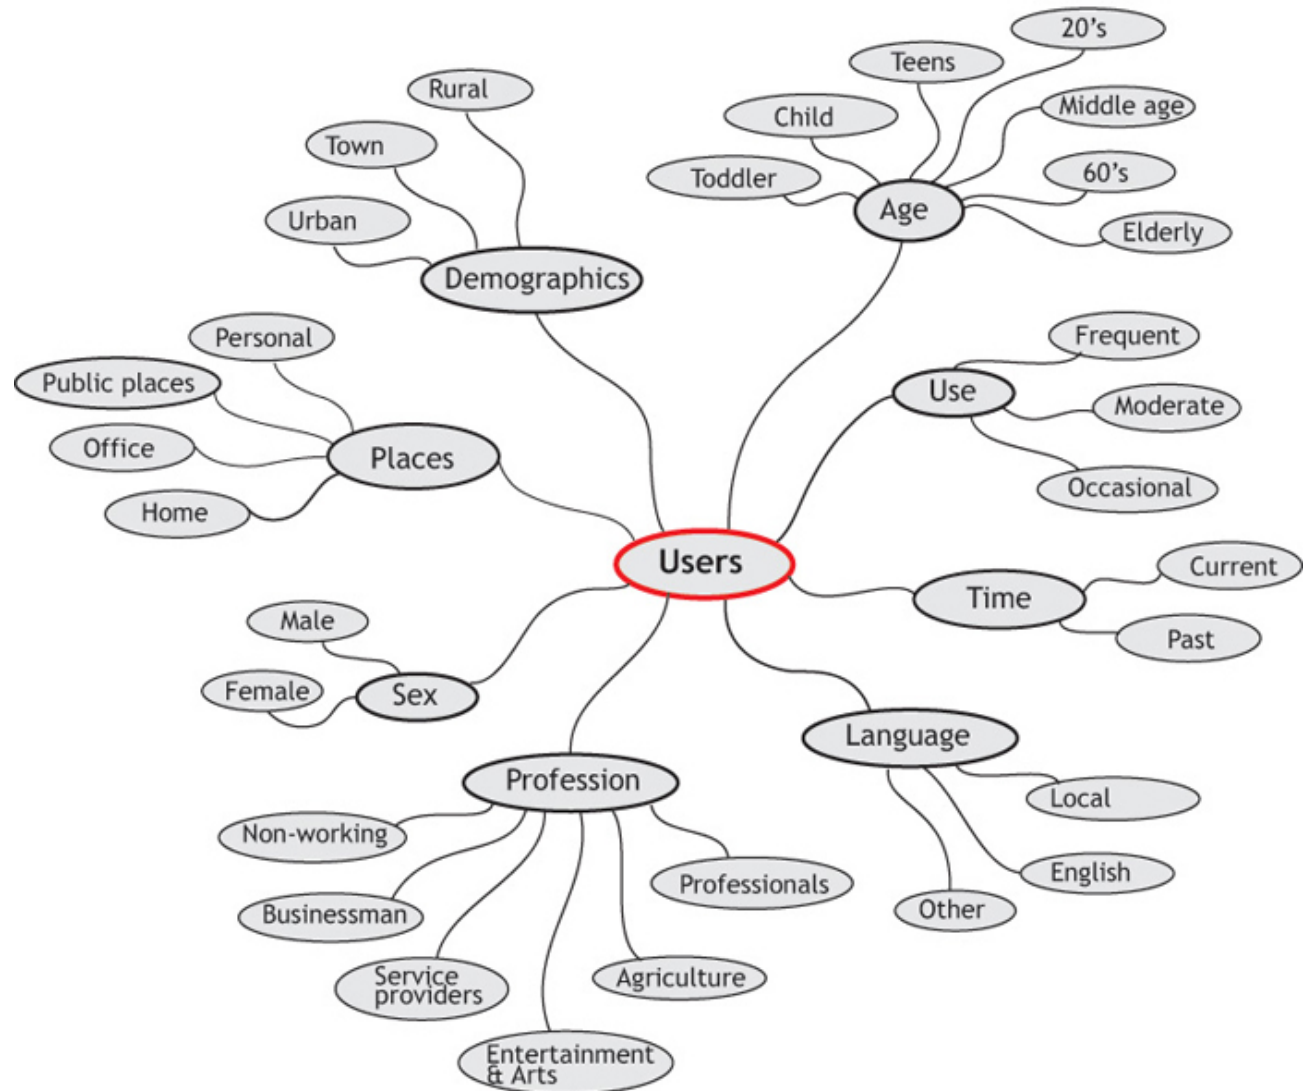 20's
Teens
Rural
Middle age
Child
Town
60's
Toddler
Age
Urban
Elderly
Demographics
Personal
Frequent
Public places
Use
Moderate
Office
Places
Occasional
Home
Users
Current
Time
Male
Past
Female
Sex
Language
Profession
Local
Non-working
English
Professionals
Businessman
Other
Service
providers
Agriculture
Entertainment
& Arts